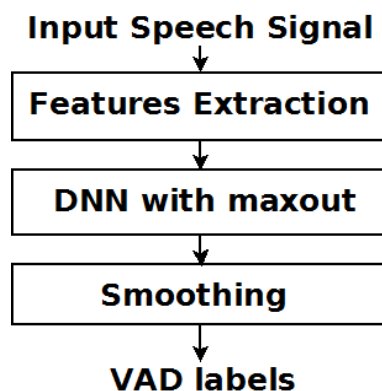 Input Speech Signal
Features Extraction
DNN with maxout
Smoothing
VAD labels